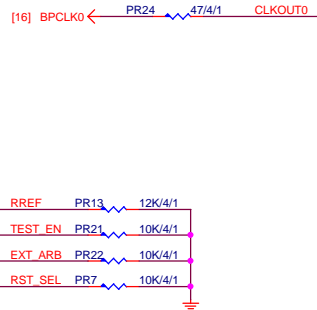 [16] BPCLK0 PR24 47/4/1 CLKOUT0
RREF PR13 12K/4/1
TEST_EN PR21 10K/4/1
EXT_ARB PR22 10K/4/1
RST_SEL PR7 10K/4/1